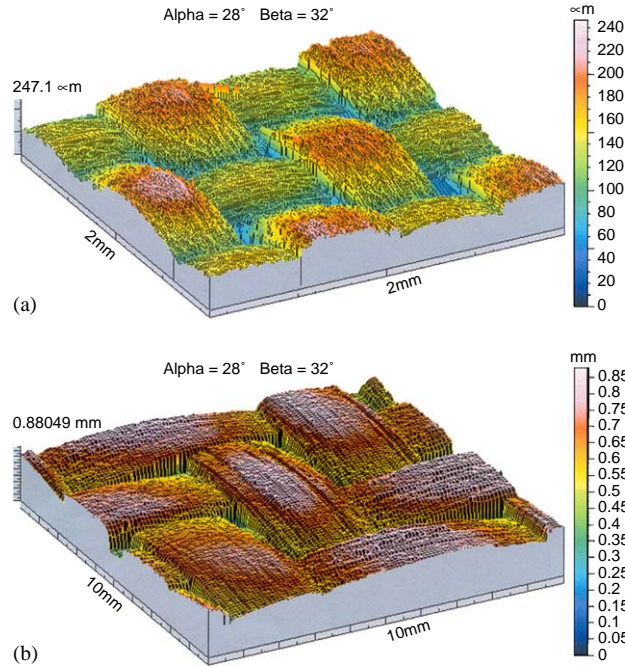 Alpha = 28° Beta = 32°
∝m
240
220
200
180
160
140
120
100
80
60
40
20
0
247.1 ∝m
2mm
2mm
(a)
Alpha = 28° Beta = 32°
mm
0.85
0.8
0.75
0.7
0.65
0.6
0.55
0.5
0.45
0.4
0.35
0.3
0.25
0.2
0.15
0.1
0.05
0
0.88049 mm
10mm
10mm
(b)